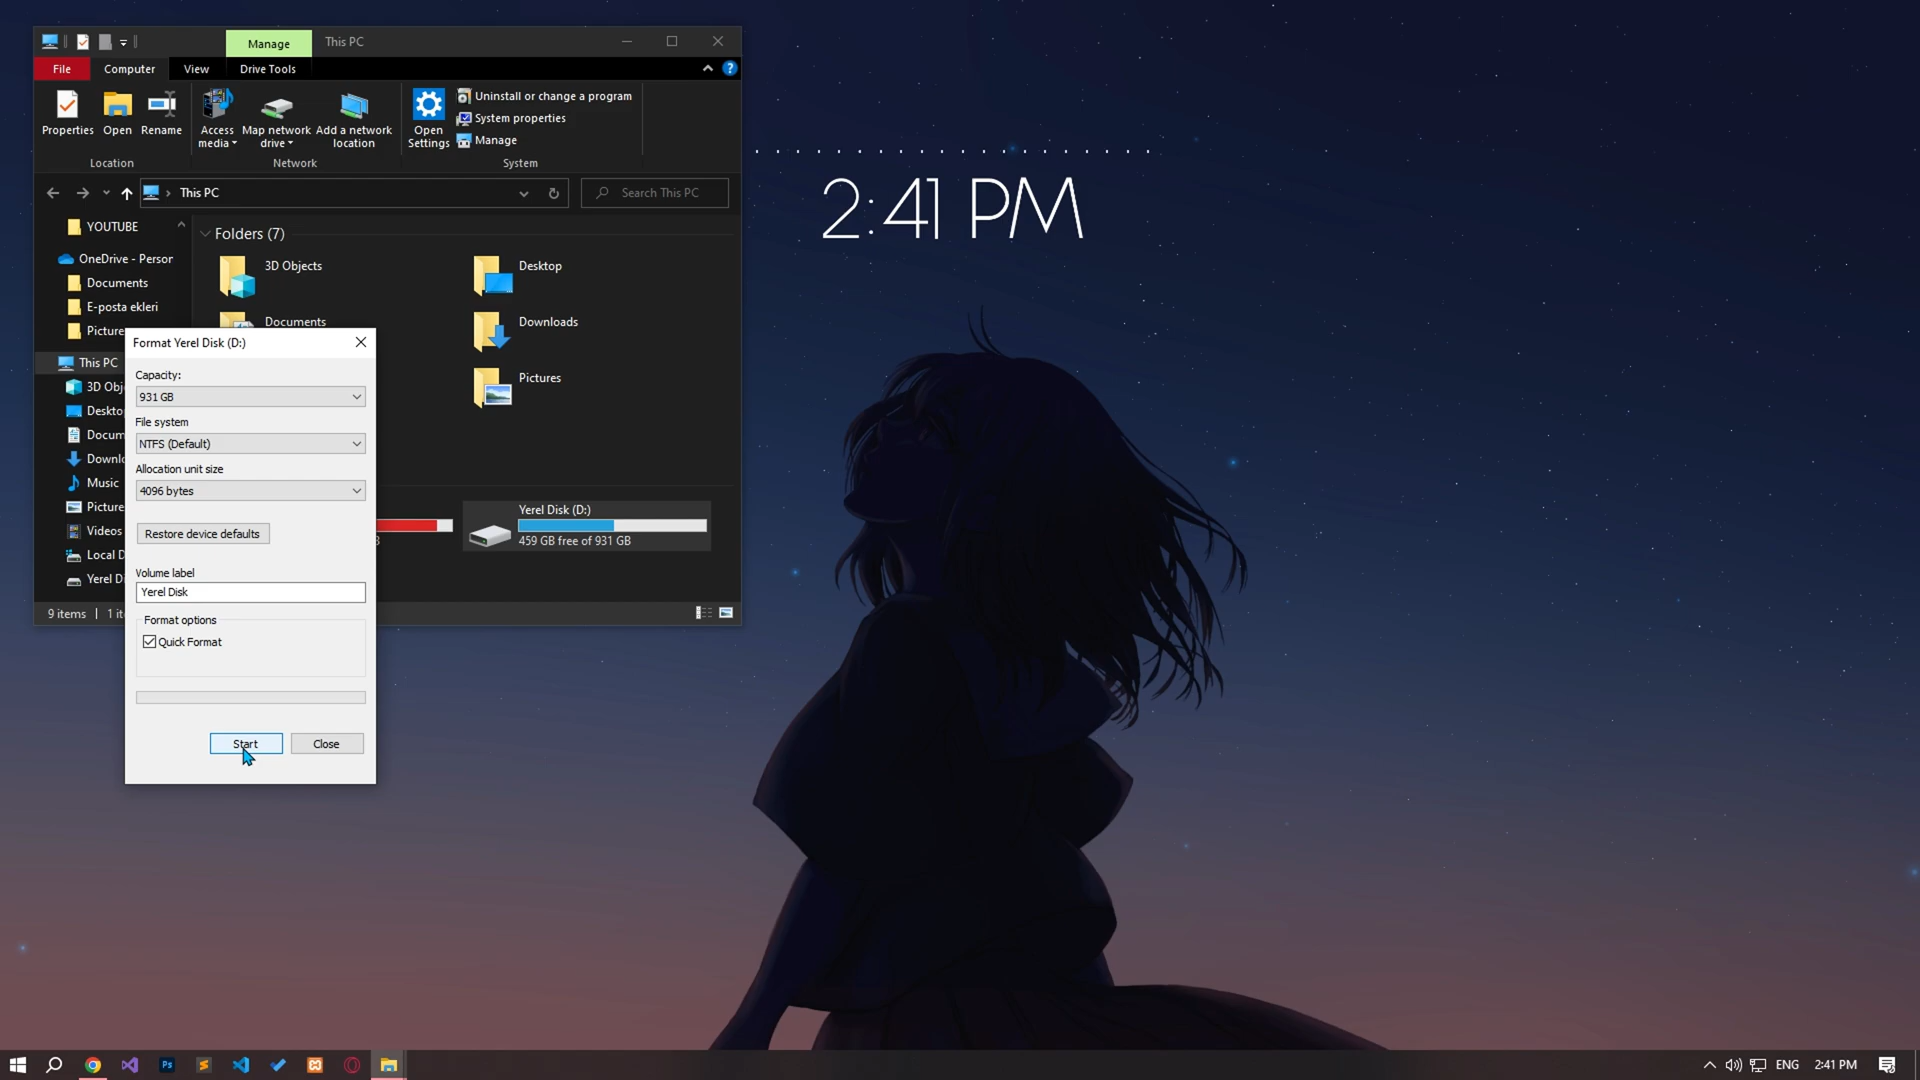 Manage
This PC
File
Computer
View
Drive Tools
Properties
Open
Rename
Access media
Map network drive
Add a network location
Open Settings
Uninstall or change a program
System properties
Manage
Location
Network
System
This PC
Search This PC
2:41 PM
YOUTUBE
OneDrive - Person
Documents
E-posta ekleri
Picture
This PC
3D Obj
Deskto
Docum
Downlo
Music
Picture
Videos
Local D
Yerel Di
Folders (7)
3D Objects
Desktop
Documents
Downloads
Pictures
Yerel Disk (D:)
459 GB free of 931 GB
9 items
1 it
Format Yerel Disk (D:)
Capacity:
931 GB
File system
NTFS (Default)
Allocation unit size
4096 bytes
Restore device defaults
Volume label
Yerel Disk
Format options
Quick Format
Start
Close
Ps
ENG
2:41 PM